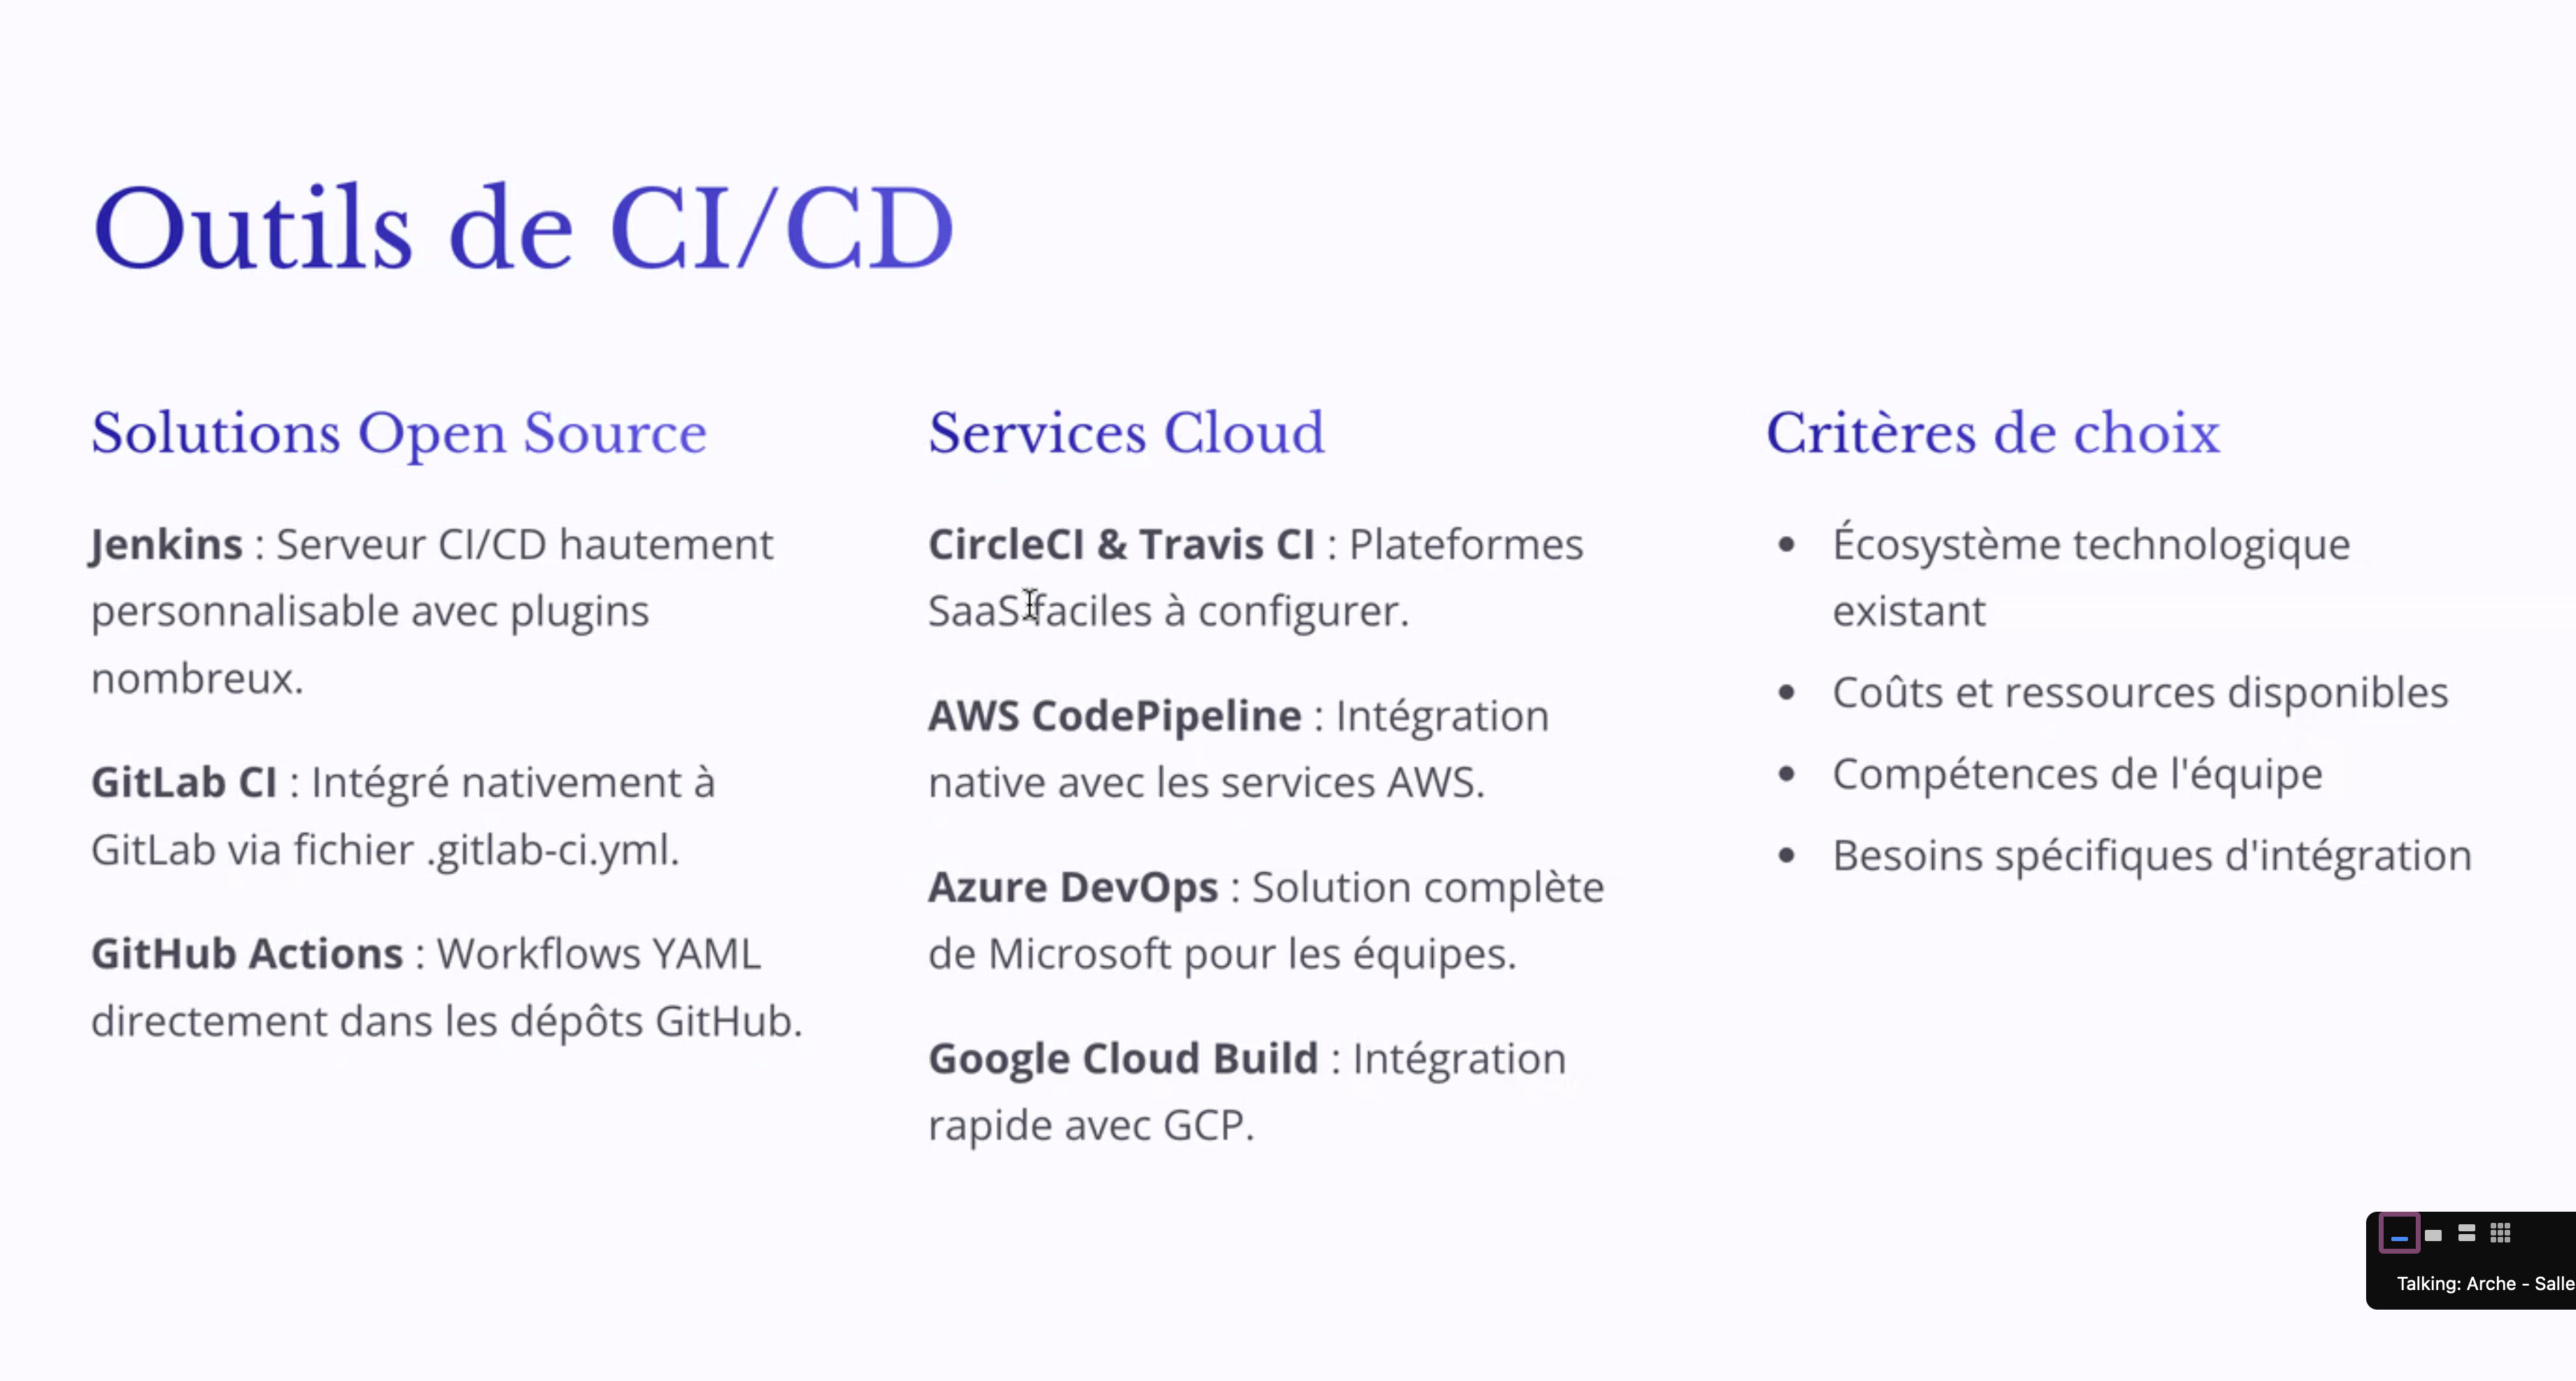 Outils de CI/CD
Solutions Open Source
Jenkins : Serveur CI/CD hautement
personnalisable avec plugins
nombreux.
GitLab CI : Intégré nativement à
GitLab via fichier .gitlab-ci.yml.
GitHub Actions : Workflows YAML
directement dans les dépôts GitHub.
Services Cloud
CircleCI & Travis CI : Plateformes
SaaS faciles à configurer.
AWS CodePipeline : Intégration
native avec les services AWS.
Azure DevOps : Solution complète
de Microsoft pour les équipes.
Google Cloud Build : Intégration
rapide avec GCP.
Critères de choix
• Écosystème technologique
existant
• Coûts et ressources disponibles
• Compétences de l'équipe
• Besoins spécifiques d'intégration
Talking: Arche - Salle